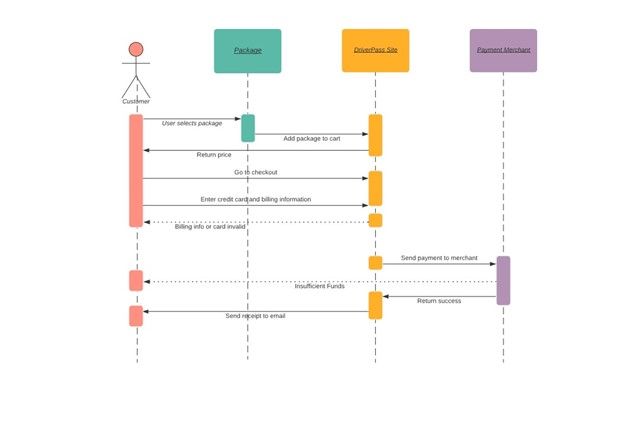 Package
DriverPass Site
Payment Merchant
Customer
User selects package
Add package to cart
Return price
Go to checkout
Enter credit card and billing information
Billing info or card invalid
Send payment to merchant
Insufficient Funds
Return success
Send receipt to email